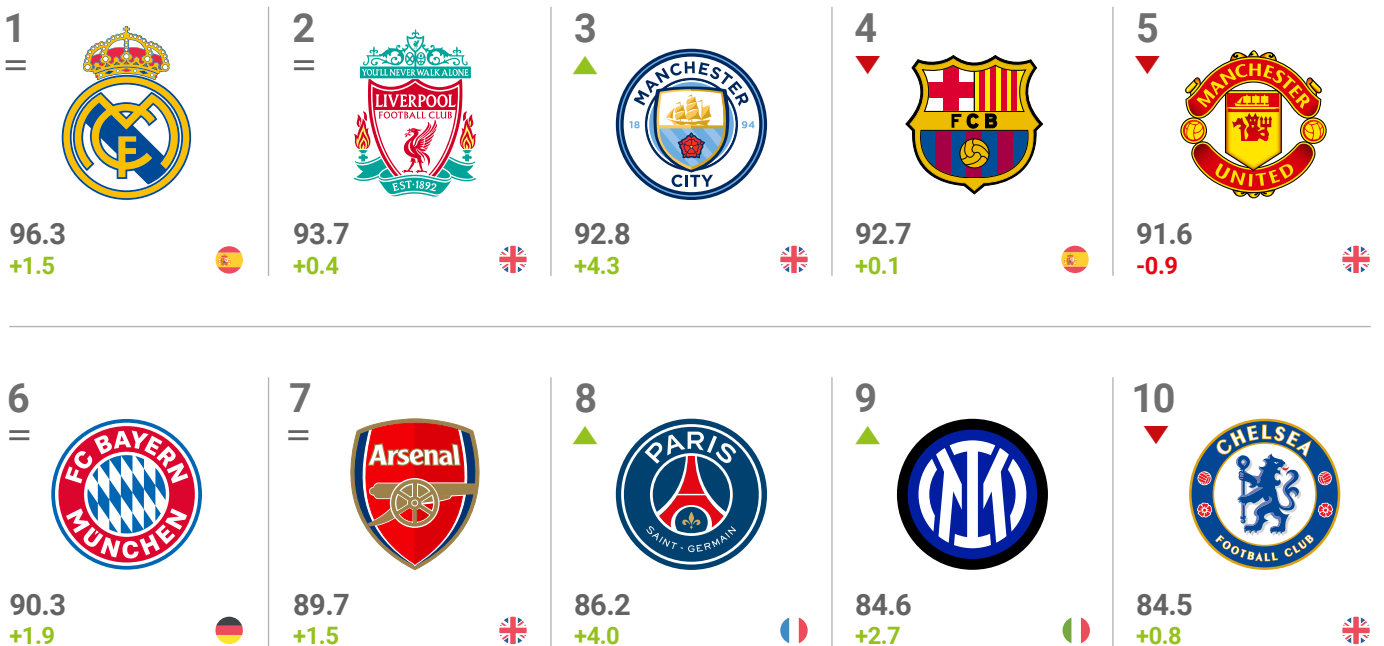 1
=
96.3
+1.5
2
=
YOU'LL NEVER WALK ALONE
LIVERPOOL
FOOTBALL CLUB
EST·1892
93.7
+0.4
3
MANCHESTER
18 94
CITY
92.8
+4.3
4
FCB
92.7
+0.1
5
MANCHESTER
UNITED
91.6
-0.9
6
=
FC BAYERN
MÜNCHEN
90.3
+1.9
7
=
Arsenal
89.7
+1.5
8
PARIS
SAINT - GERMAIN
86.2
+4.0
9
84.6
+2.7
10
CHELSEA
FOOTBALL CLUB
84.5
+0.8